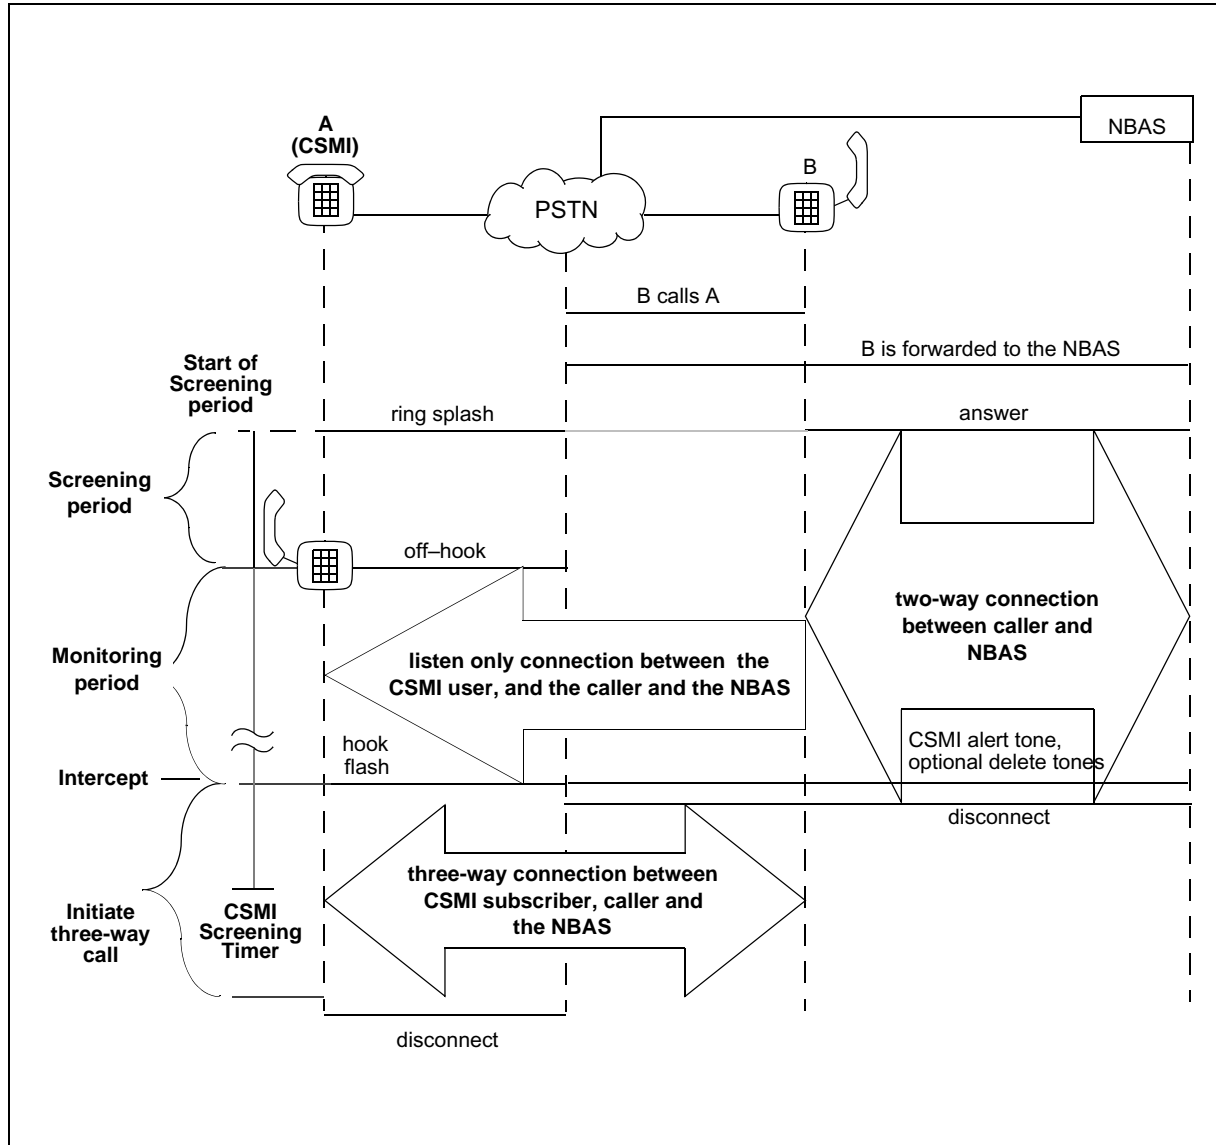 NBAS
A
(CSMI)
B
PSTN
B calls A
B is forwarded to the NBAS
Start of
Screening
period
ring splash
answer
Screening
period
off–hook
two-way connection
between caller and
NBAS
Monitoring
period
listen only connection between the
CSMI user, and the caller and the NBAS
hook
flash
CSMI alert tone,
optional delete tones
Intercept
disconnect
three-way connection between
CSMI subscriber, caller and
the NBAS
Initiate
three-way
call
CSMI
Screening
Timer
disconnect